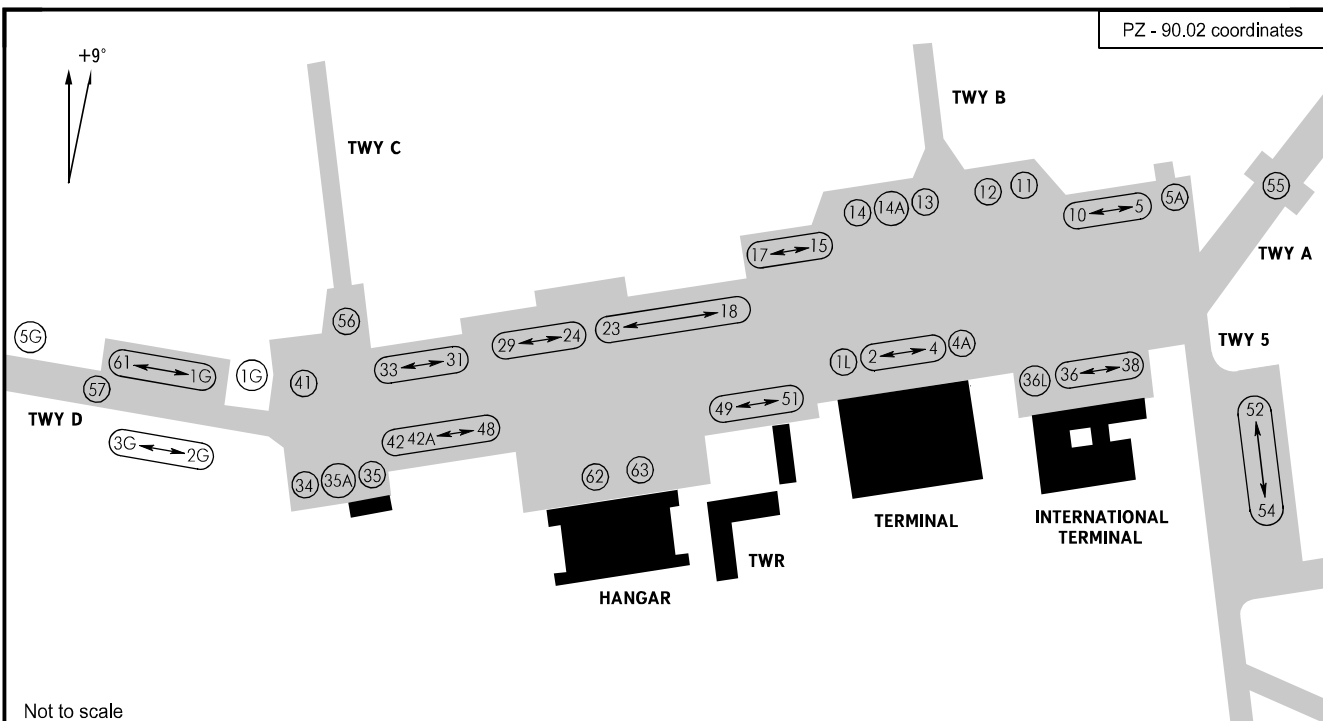 PZ - 90.02 coordinates
+9°
TWY B
TWY C
55
12
11
5A
14
14A
13
10
5
17
15
TWY A
56
23
18
5G
29
24
TWY 5
61
1G
1G
41
33
31
1L
2
4
4A
36L
36
38
57
TWY D
49
51
52
3G
2G
42
42A
48
34
35A
35
62
63
54
TERMINAL
INTERNATIONAL
TERMINAL
TWR
HANGAR
Not to scale